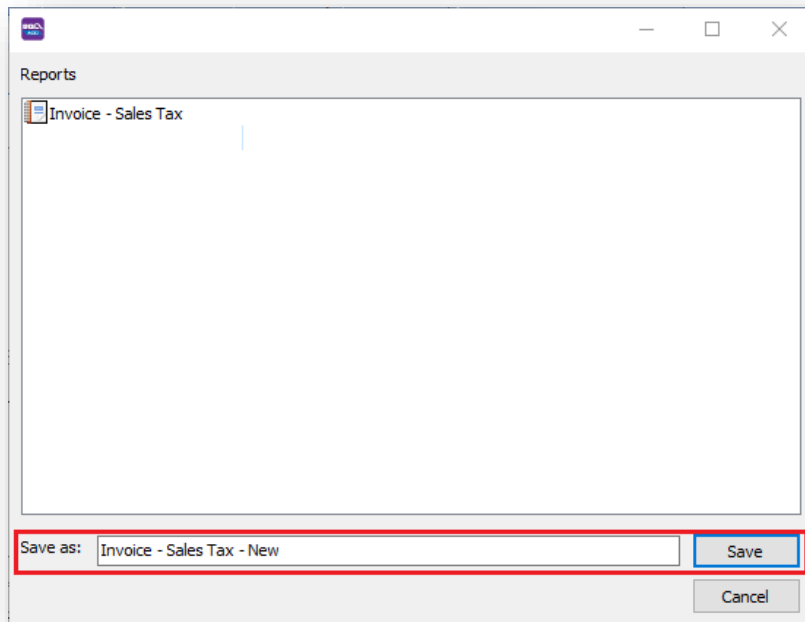 Reports
Invoice - Sales Tax
Save as:
Invoice - Sales Tax - New
Save
Cancel